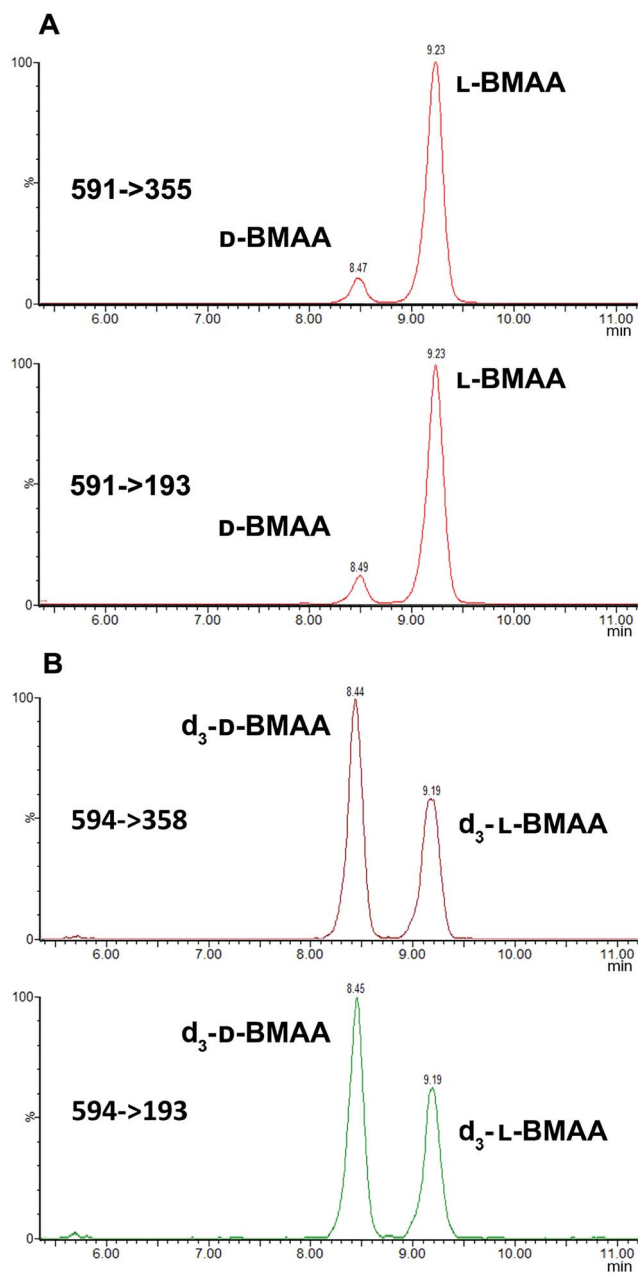 A
9.23
100
ʟ-BMAA
591->355
%
ᴅ-BMAA
8.47
0
6.00 7.00 8.00 9.00 10.00 11.00
min
9.23
100
ʟ-BMAA
591->193
%
ᴅ-BMAA
8.49
0
6.00 7.00 8.00 9.00 10.00 11.00
min
B
8.44
100
d₃-ᴅ-BMAA
9.19
594->358
%
d₃-ʟ-BMAA
0
6.00 7.00 8.00 9.00 10.00 11.00
min
8.45
100
d₃-ᴅ-BMAA
9.19
594->193
%
d₃-ʟ-BMAA
0
6.00 7.00 8.00 9.00 10.00 11.00
min